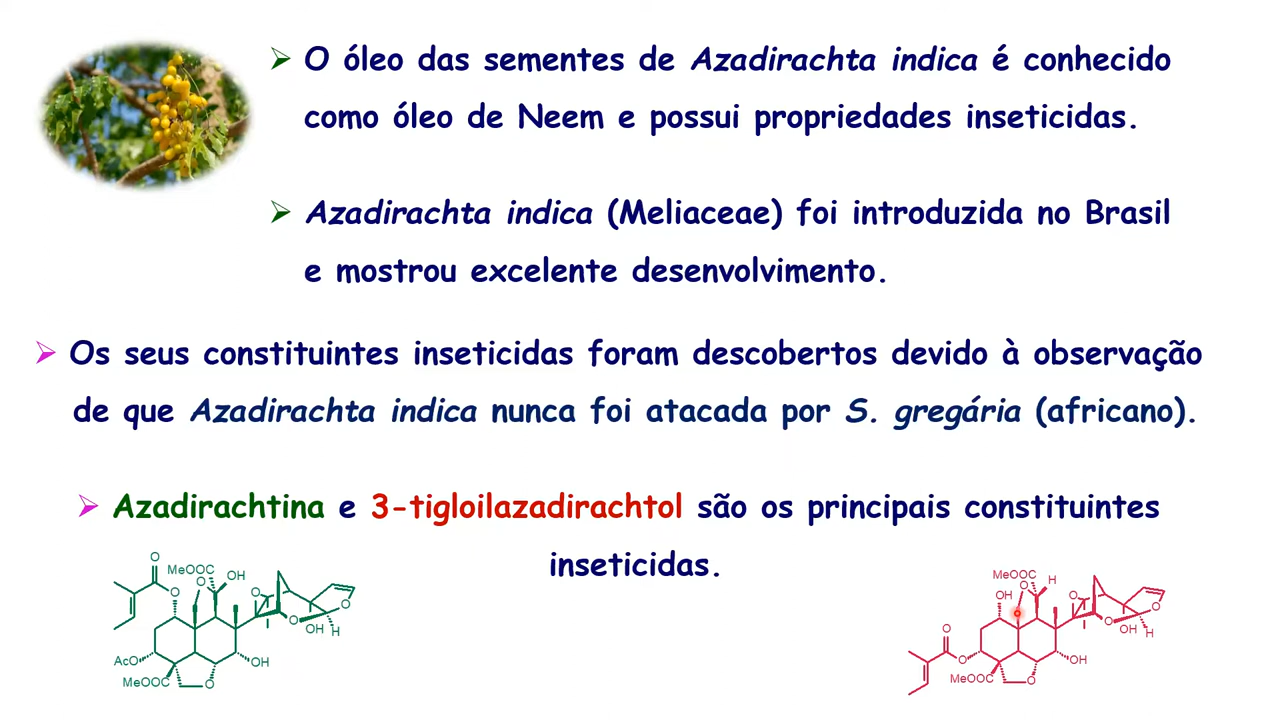 O óleo das sementes de Azadirachta indica é conhecido
como óleo de Neem e possui propriedades inseticidas.
Azadirachta indica (Meliaceae) foi introduzida no Brasil
e mostrou excelente desenvolvimento.
Os seus constituintes inseticidas foram descobertos devido à observação
de que Azadirachta indica nunca foi atacada por S. gregária (africano).
Azadirachtina e 3-tigloilazadirachtol são os principais constituintes
inseticidas.
O
MeOOC
OH
O
O
O
O
O
OH
H
AcO
OH
MeOOC
O
MeOOC
H
O
OH
O
O
O
OH
H
O
O
OH
MeOOC
O